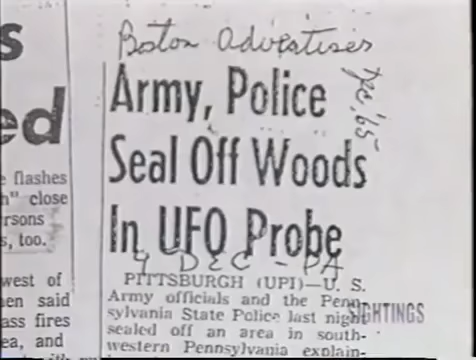 Boston Advertiser
Dec, '65
s
ed
e flashes
h" close
rsons
s, too.
west of
en said
ass fires
ea, and
Army, Police
Seal Off Woods
In UFO Probe
9 DEC - PA
PITTSBURGH (UPI)—U. S.
Army officials and the Penn-
sylvania State Police last night
sealed off an area in south-
western Pennsylvania explain-
SIGHTINGS